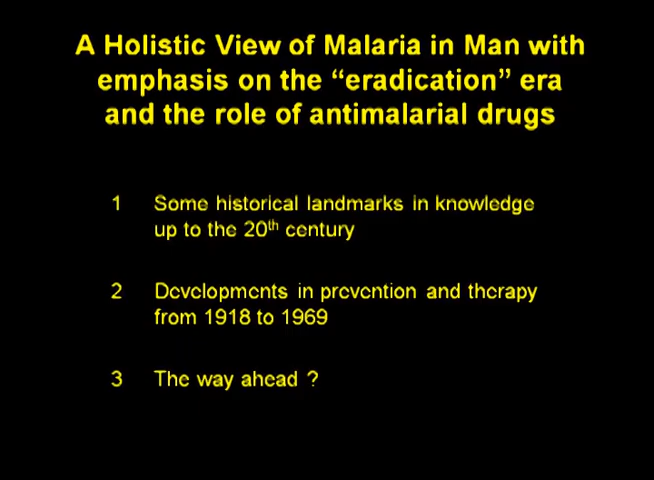 A Holistic View of Malaria in Man with
emphasis on the “eradication” era
and the role of antimalarial drugs
1 Some historical landmarks in knowledge
up to the 20th century
2 Developments in prevention and therapy
from 1918 to 1969
3 The way ahead ?